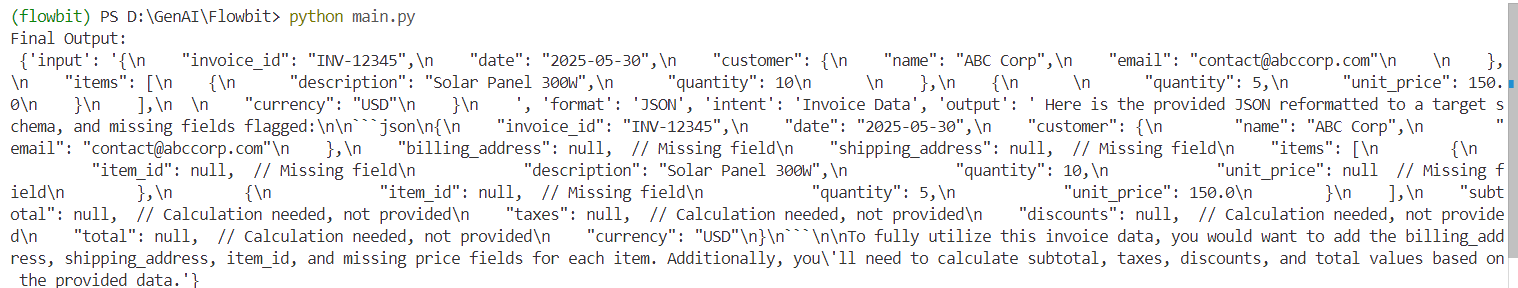 (flowbit) PS D:\GenAI\Flowbit> python main.py
Final Output:
 {'input': '{\n    "invoice_id": "INV-12345",\n    "date": "2025-05-30",\n    "customer": {\n      "name": "ABC Corp",\n      "email": "contact@abccorp.com"\n    \n    },
\n    "items": [\n    {\n        "description": "Solar Panel 300W",\n        "quantity": 10\n        \n    },\n    {\n        \n        "quantity": 5,\n        "unit_price": 150.
0\n    }\n    ],\n  \n    "currency": "USD"\n    }\n    ', 'format': 'JSON', 'intent': 'Invoice Data', 'output': ' Here is the provided JSON reformatted to a target s
chema, and missing fields flagged:\n\n```json\n{\n    "invoice_id": "INV-12345",\n    "date": "2025-05-30",\n    "customer": {\n        "name": "ABC Corp",\n        "
email": "contact@abccorp.com"\n    },\n    "billing_address": null,  // Missing field\n    "shipping_address": null,  // Missing field\n    "items": [\n        {\n
          "item_id": null,  // Missing field\n            "description": "Solar Panel 300W",\n            "quantity": 10,\n            "unit_price": null  // Missing f
ield\n        },\n        {\n            "item_id": null,  // Missing field\n            "quantity": 5,\n            "unit_price": 150.0\n        }\n    ],\n    "subt
otal": null,  // Calculation needed, not provided\n    "taxes": null,  // Calculation needed, not provided\n    "discounts": null,  // Calculation needed, not provide
d\n    "total": null,  // Calculation needed, not provided\n    "currency": "USD"\n}\n```\n\nTo fully utilize this invoice data, you would want to add the billing_add
ress, shipping_address, item_id, and missing price fields for each item. Additionally, you\'ll need to calculate subtotal, taxes, discounts, and total values based on
 the provided data.'}